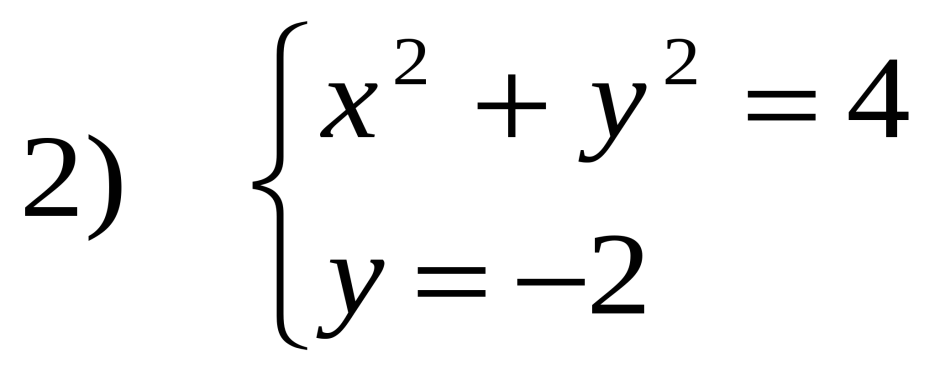 2) { x² + y² = 4
y = −2